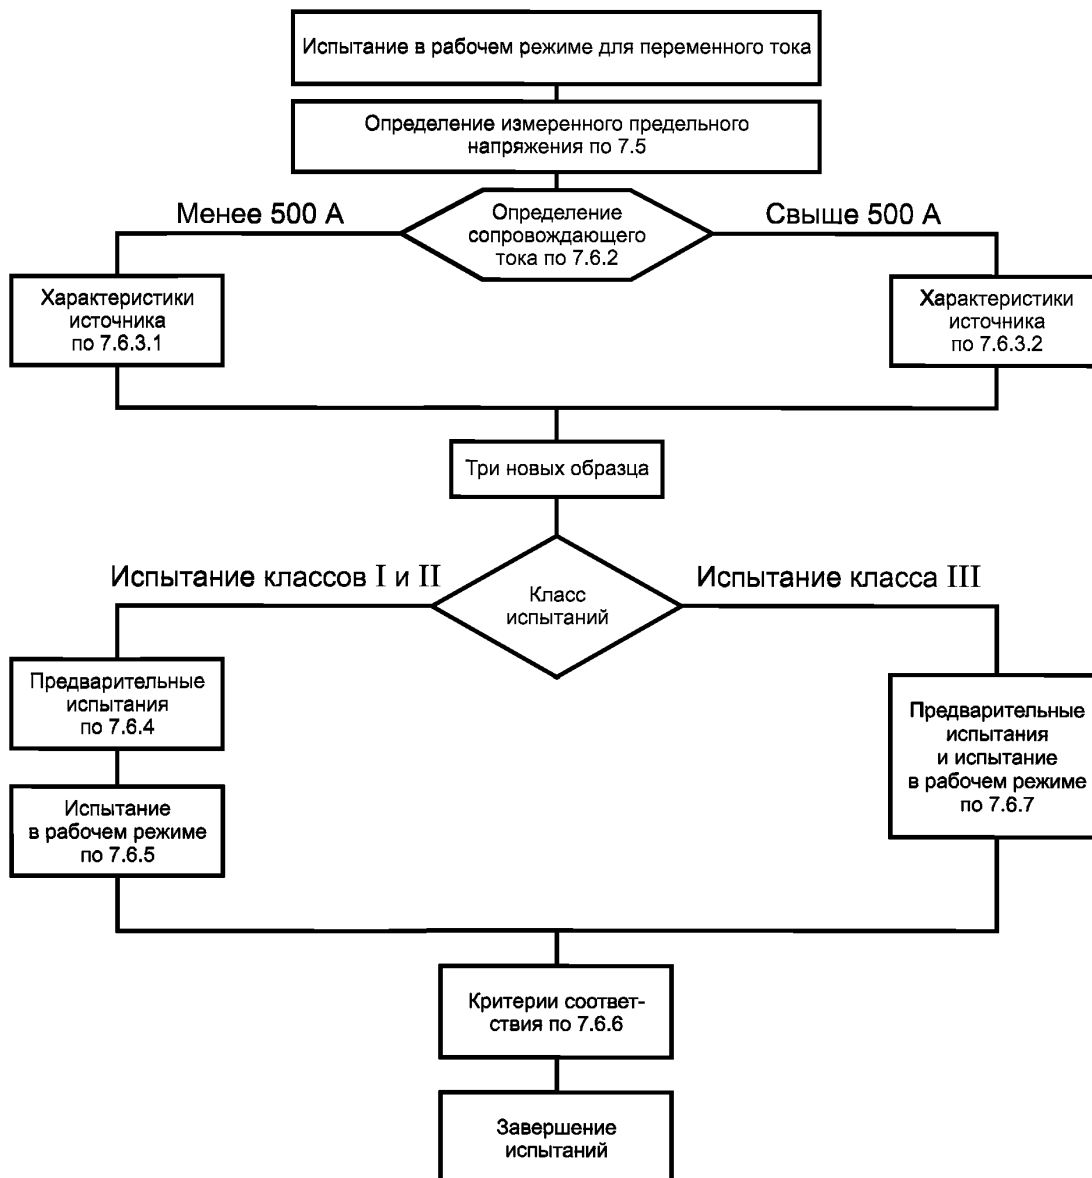 Испытание в рабочем режиме для переменного тока
Определение измеренного предельного
напряжения по 7.5
Менее 500 А
Определение
сопровождающего
тока по 7.6.2
Свыше 500 А
Характеристики
источника
по 7.6.3.1
Характеристики
источника
по 7.6.3.2
Три новых образца
Испытание классов I и II
Класс
испытаний
Испытание класса III
Предварительные
испытания
по 7.6.4
Испытание
в рабочем режиме
по 7.6.5
Предварительные
испытания
и испытание
в рабочем режиме
по 7.6.7
Критерии соответ-
ствия по 7.6.6
Завершение
испытаний